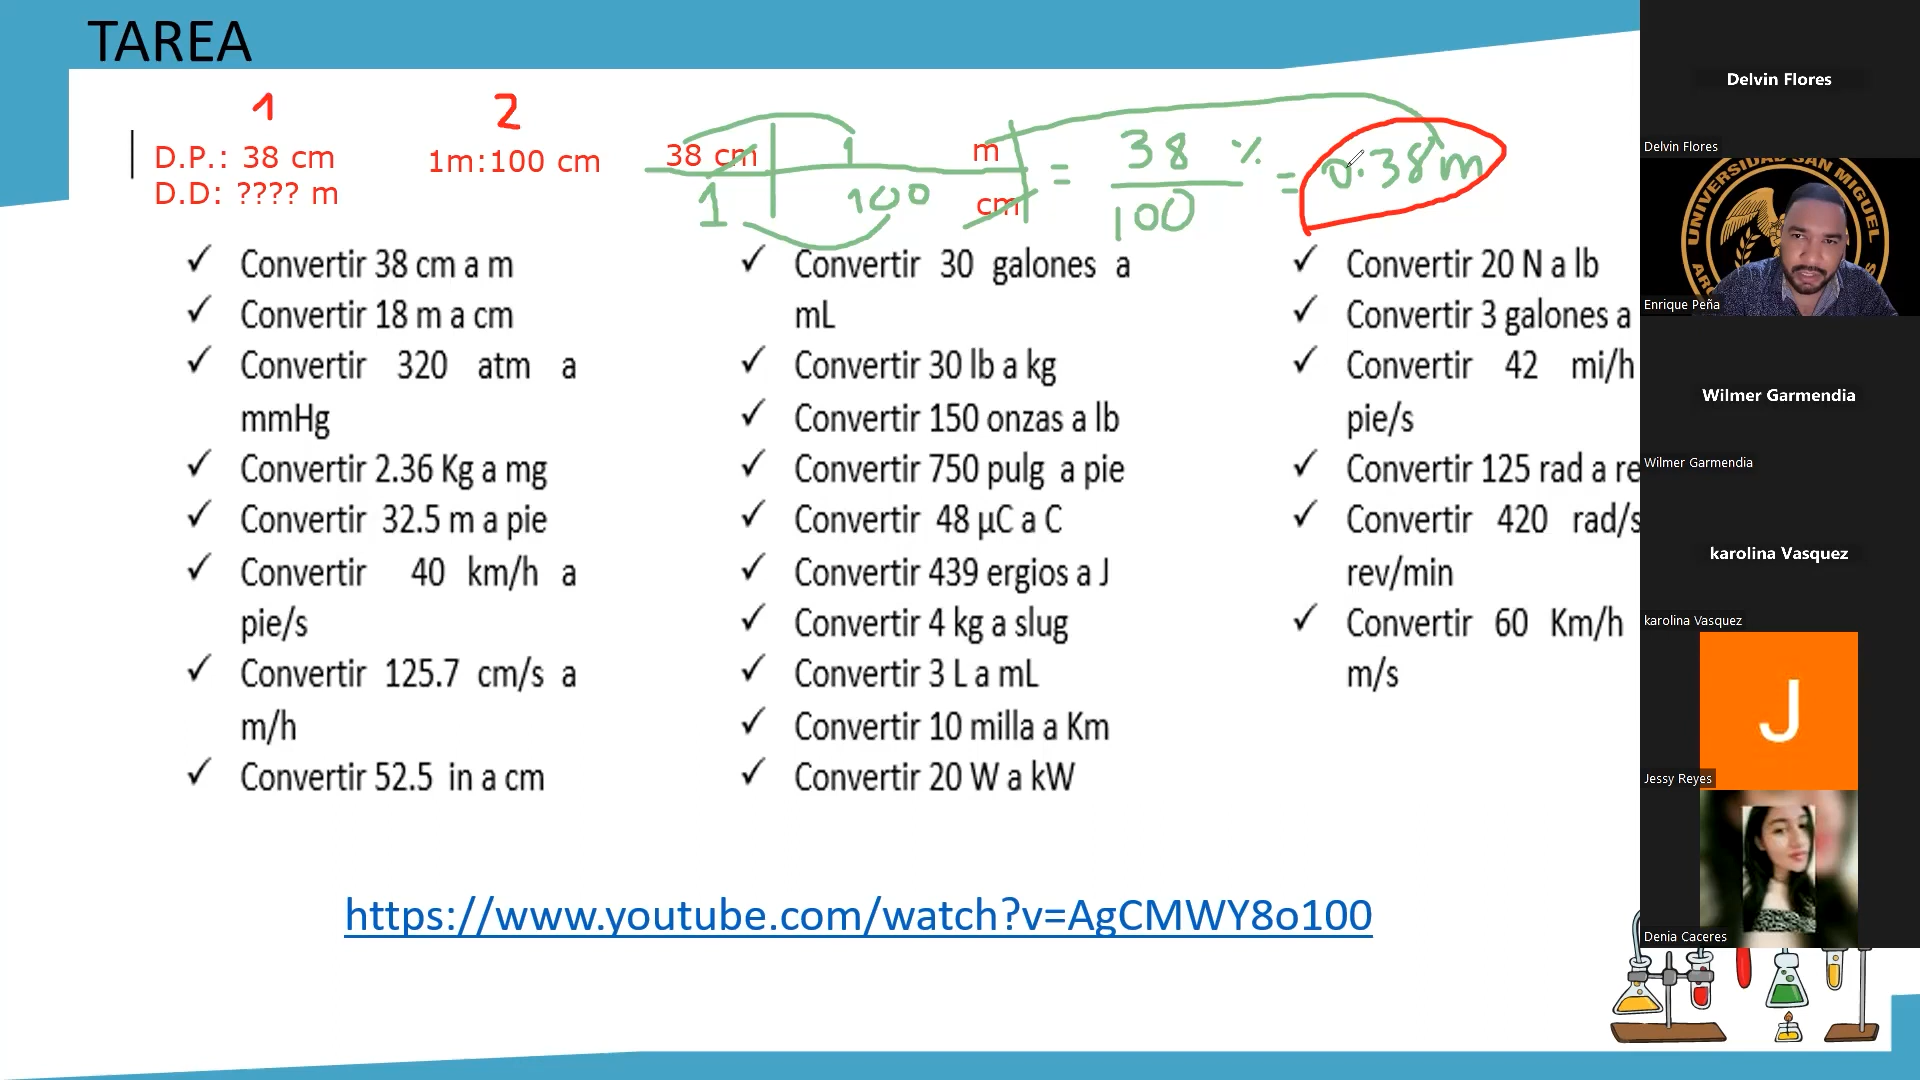 TAREA
1
2
D.P.: 38 cm
D.D: ???? m
1m:100 cm
38 cm
1
m
1
100
cm
=
38
100
÷
=
0.38 m
✓ Convertir 38 cm a m
✓ Convertir 18 m a cm
✓ Convertir 320 atm a
mmHg
✓ Convertir 2.36 Kg a mg
✓ Convertir 32.5 m a pie
✓ Convertir 40 km/h a
pie/s
✓ Convertir 125.7 cm/s a
m/h
✓ Convertir 52.5 in a cm
✓ Convertir 30 galones a
mL
✓ Convertir 30 lb a kg
✓ Convertir 150 onzas a lb
✓ Convertir 750 pulg a pie
✓ Convertir 48 µC a C
✓ Convertir 439 ergios a J
✓ Convertir 4 kg a slug
✓ Convertir 3 L a mL
✓ Convertir 10 milla a Km
✓ Convertir 20 W a kW
✓ Convertir 20 N a lb
✓ Convertir 3 galones a
✓ Convertir 42 mi/h
pie/s
✓ Convertir 125 rad a re
✓ Convertir 420 rad/s
rev/min
✓ Convertir 60 Km/h
m/s
https://www.youtube.com/watch?v=AgCMWY8o100
Delvin Flores
Delvin Flores
UNIVERSIDAD SAN MIGUEL
Enrique Peña
Wilmer Garmendia
Wilmer Garmendia
karolina Vasquez
karolina Vasquez
J
Jessy Reyes
Denia Caceres